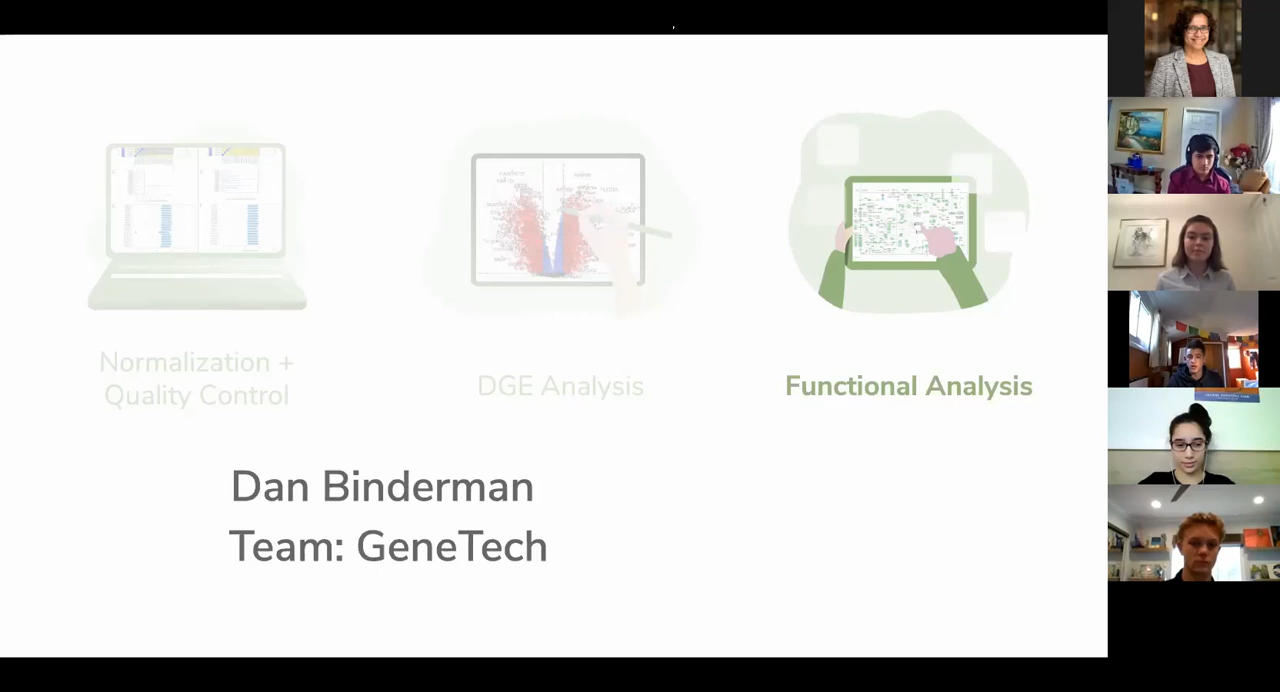 Normalization +
Quality Control
DGE Analysis
Functional Analysis
Dan Binderman
Team: GeneTech